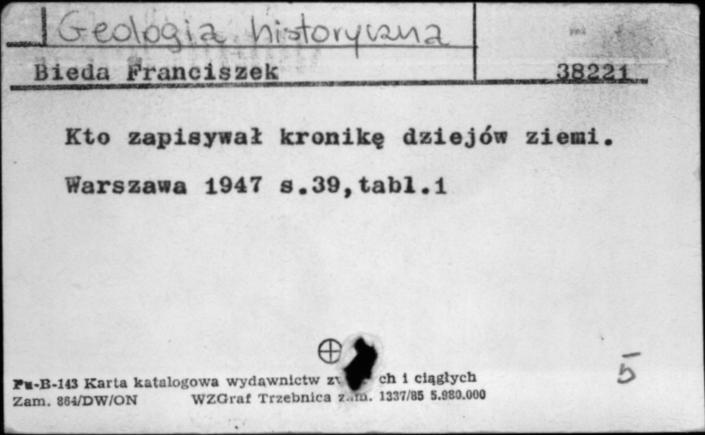 Geologia historyczna
Bieda Franciszek 38221
Kto zapisywał kronikę dziejów ziemi.
Warszawa 1947 s.39,tabl.1
Pu-B-143 Karta katalogowa wydawnictw ch i ciągłych
Zam. 864/DW/ON WZGraf Trzebnica zam. 1337/85 5.980.000
5